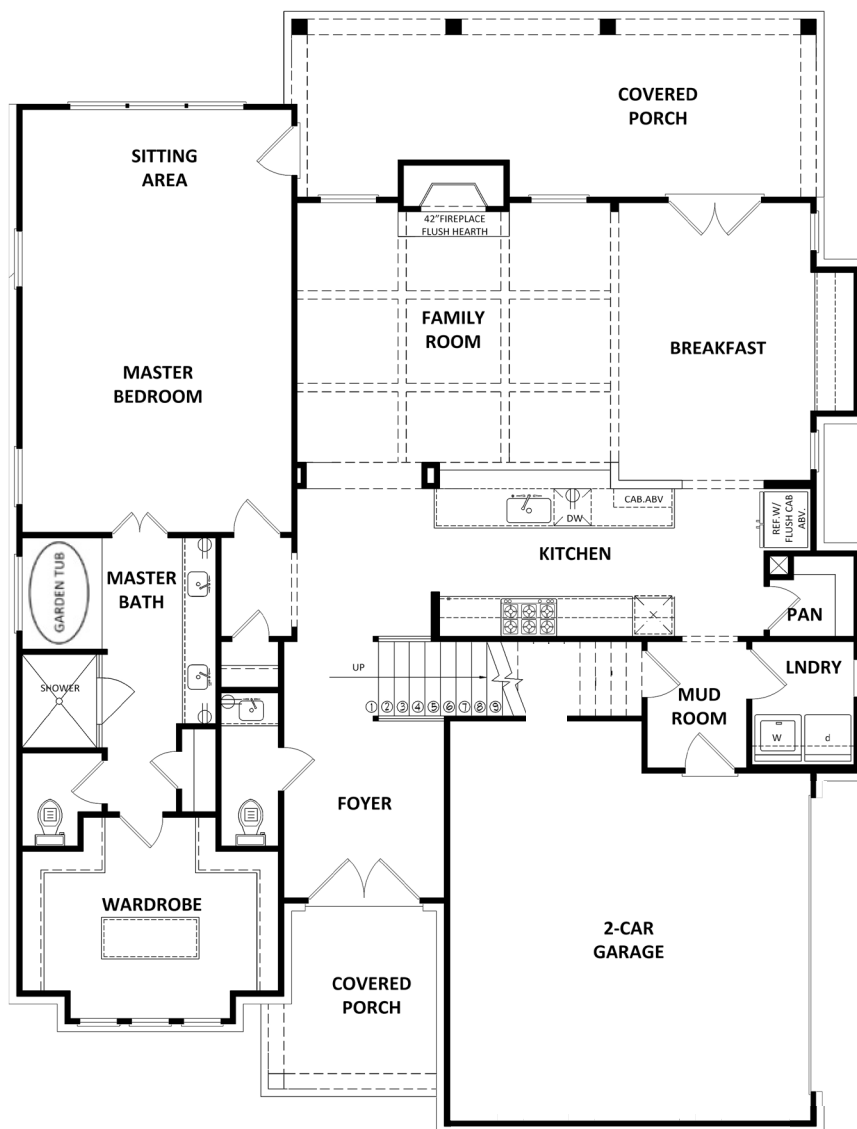 COVERED
PORCH
SITTING
AREA
42"FIREPLACE
FLUSH HEARTH
FAMILY
ROOM
BREAKFAST
MASTER
BEDROOM
CAB.ABV
DW
REF.W/
FLUSH CAB
ABV.
KITCHEN
GARDEN TUB
MASTER
BATH
PAN
SHOWER
UP
① ② ③ ④ ⑤ ⑥ ⑦ ⑧ ⑨
MUD
ROOM
LNDRY
W
d
FOYER
WARDROBE
2-CAR
GARAGE
COVERED
PORCH